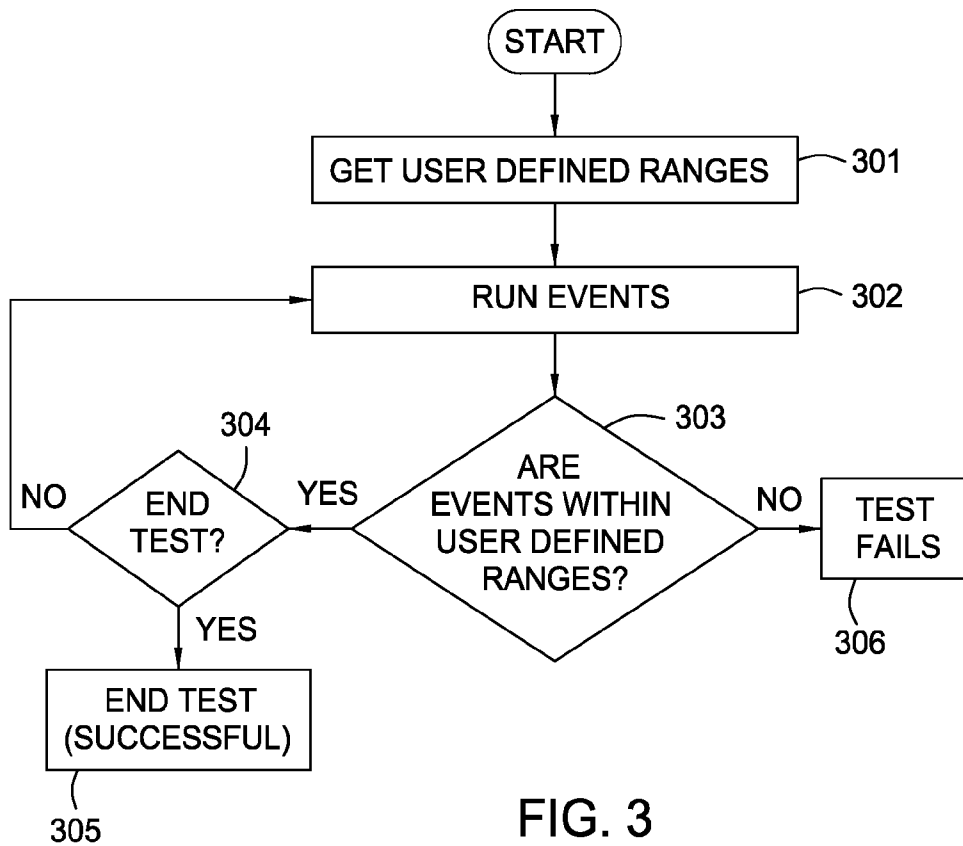 START
GET USER DEFINED RANGES
301
RUN EVENTS
302
303
ARE
EVENTS WITHIN
USER DEFINED
RANGES?
304
END
TEST?
NO
YES
NO
TEST
FAILS
306
YES
END TEST
(SUCCESSFUL)
305
FIG. 3